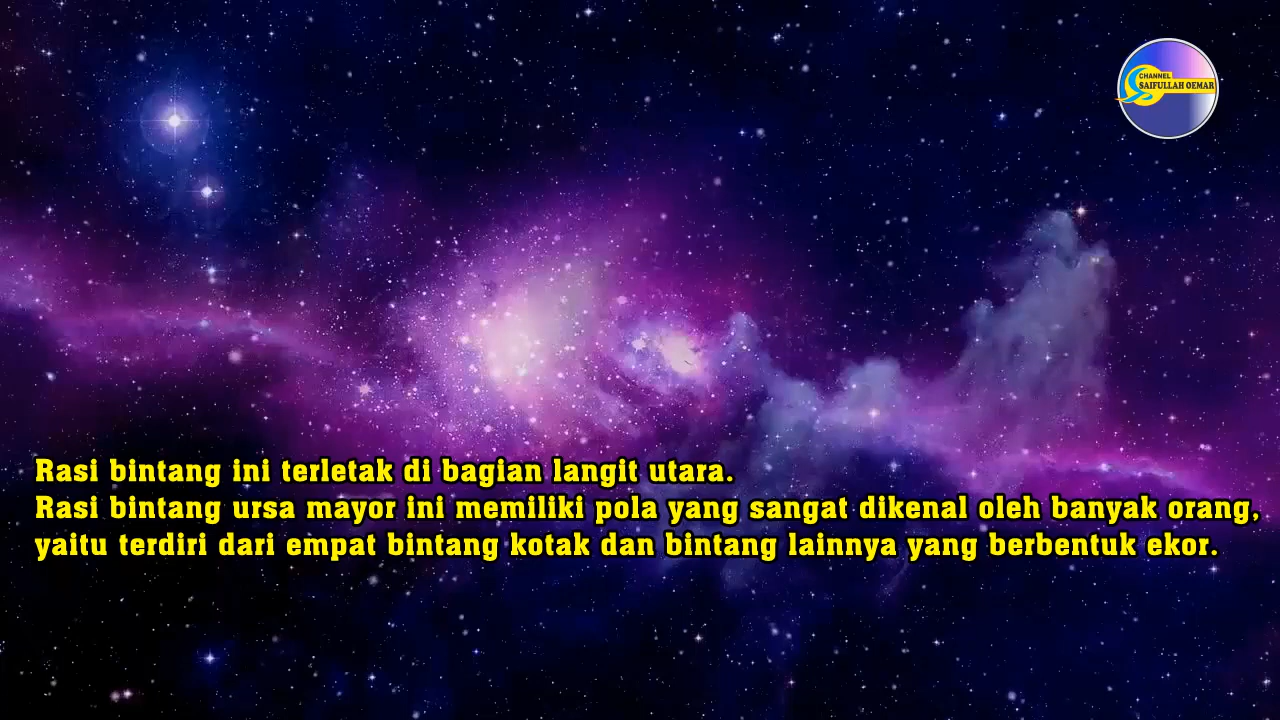 CHANNEL
SAIFULLAH OEMAR
Rasi bintang ini terletak di bagian langit utara.
Rasi bintang ursa mayor ini memiliki pola yang sangat dikenal oleh banyak orang,
yaitu terdiri dari empat bintang kotak dan bintang lainnya yang berbentuk ekor.